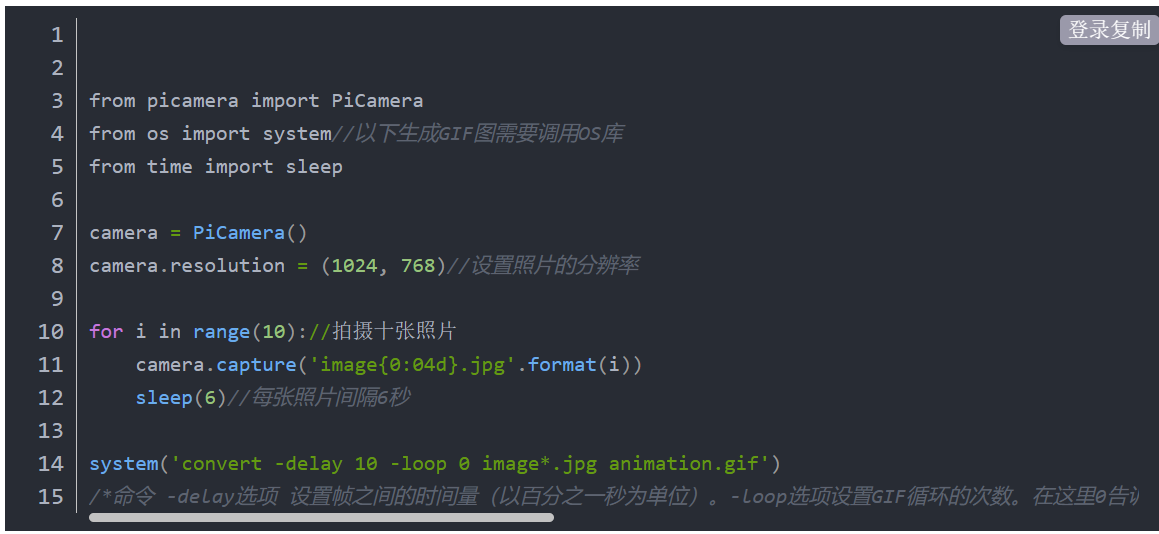 登录复制
1
2
3 from picamera import PiCamera
4 from os import system//以下生成GIF图需要调用OS库
5 from time import sleep
6
7 camera = PiCamera()
8 camera.resolution = (1024, 768)//设置照片的分辨率
9
10 for i in range(10)://拍摄十张照片
11     camera.capture('image{0:04d}.jpg'.format(i))
12     sleep(6)//每张照片间隔6秒
13
14 system('convert -delay 10 -loop 0 image*.jpg animation.gif')
15 /*命令 -delay选项 设置帧之间的时间量（以百分之一秒为单位）。-loop选项设置GIF循环的次数。在这里0告